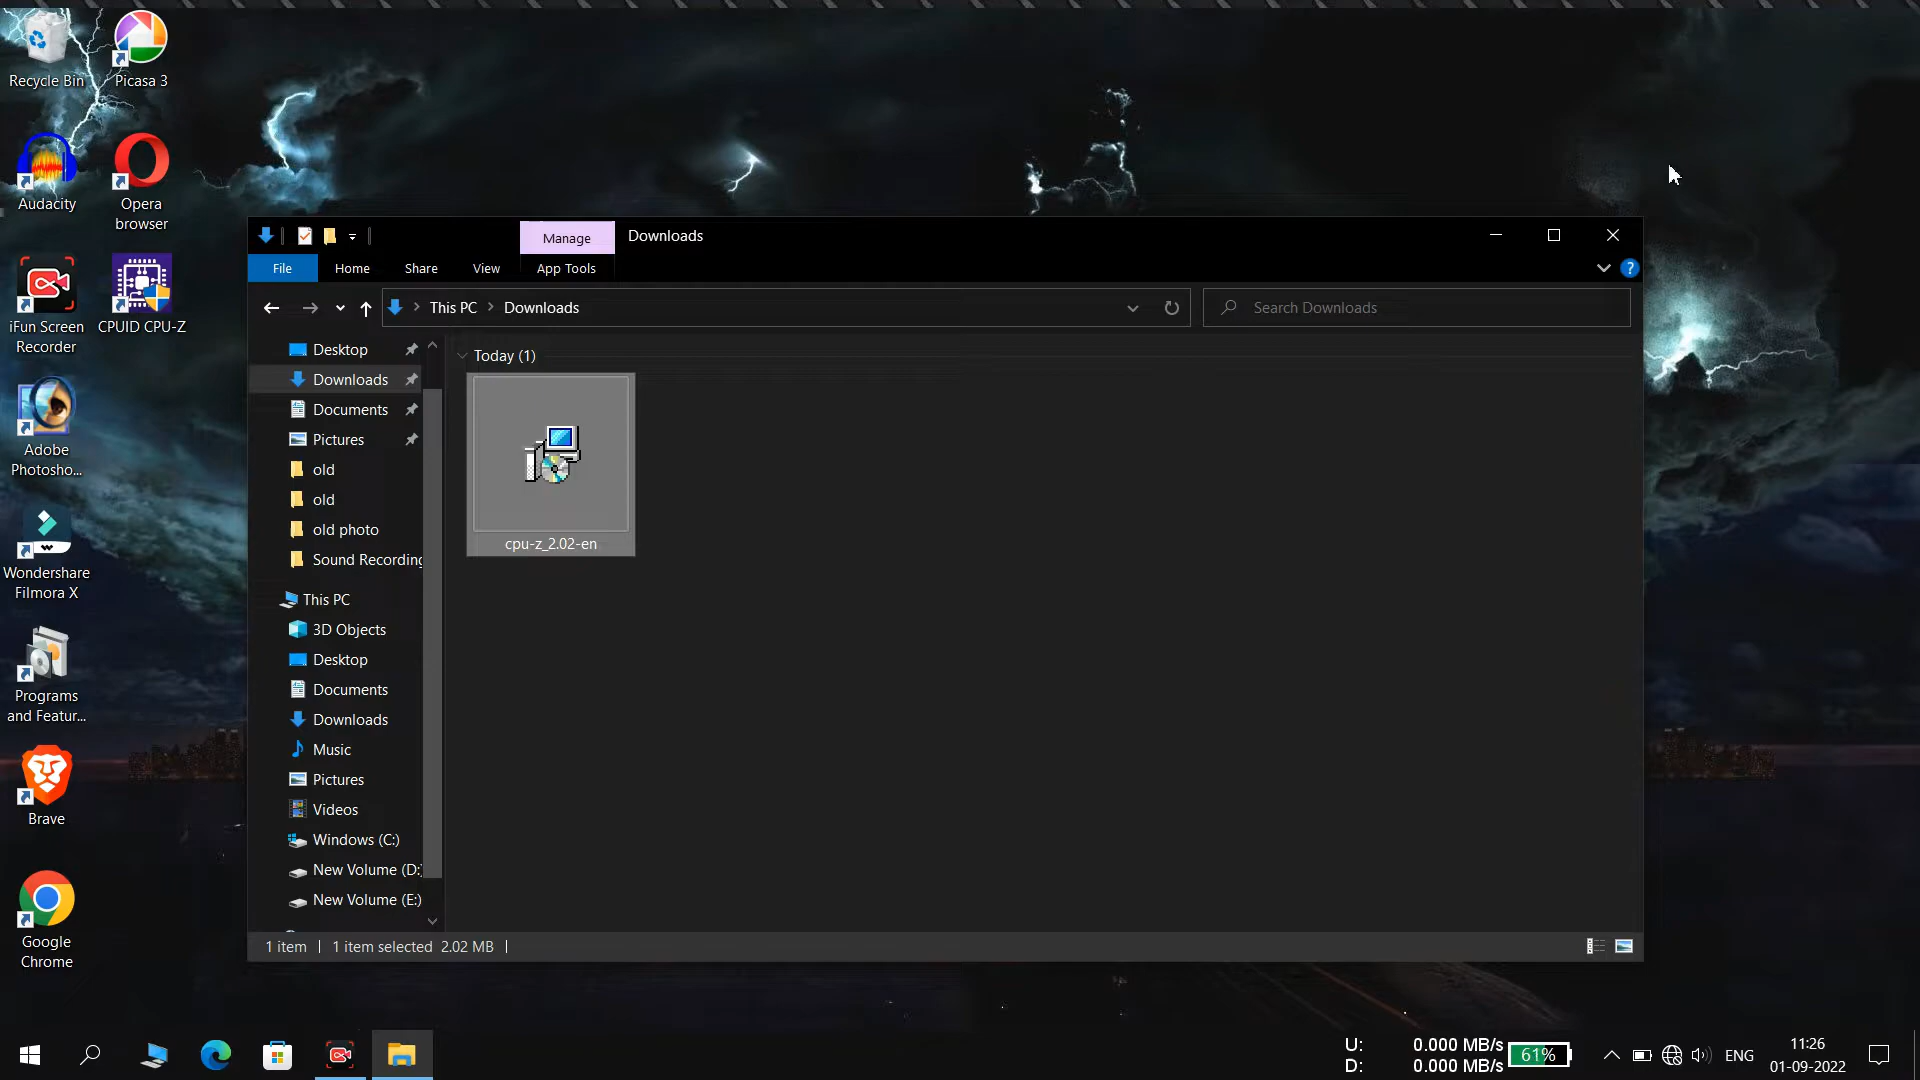 Recycle Bin
Picasa 3
Audacity
Opera
browser
iFun Screen
Recorder
CPUID CPU-Z
Adobe
Photosho...
Wondershare
Filmora X
Programs
and Featur...
Brave
Google
Chrome
Manage
Downloads
File
Home
Share
View
App Tools
This PC
Downloads
Search Downloads
Desktop
Downloads
Documents
Pictures
old
old
old photo
Sound Recording
This PC
3D Objects
Desktop
Documents
Downloads
Music
Pictures
Videos
Windows (C:)
New Volume (D:)
New Volume (E:)
Today (1)
cpu-z_2.02-en
1 item
1 item selected 2.02 MB
U: 0.000 MB/s
D: 0.000 MB/s
61%
ENG
11:26
01-09-2022